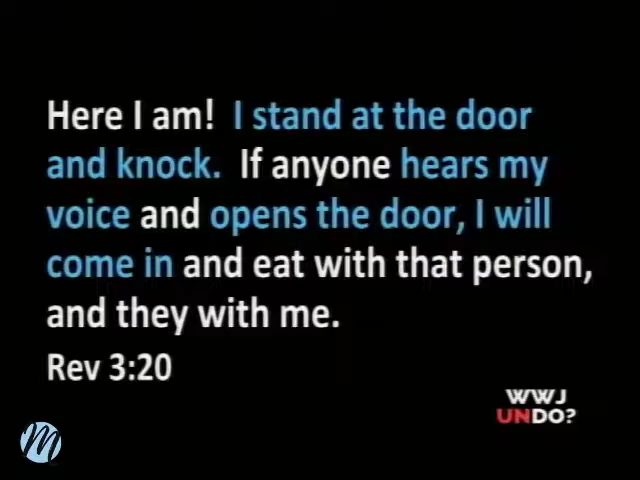 Here I am! I stand at the door
and knock. If anyone hears my
voice and opens the door, I will
come in and eat with that person,
and they with me.
Rev 3:20
WWJ
UNDO?
M